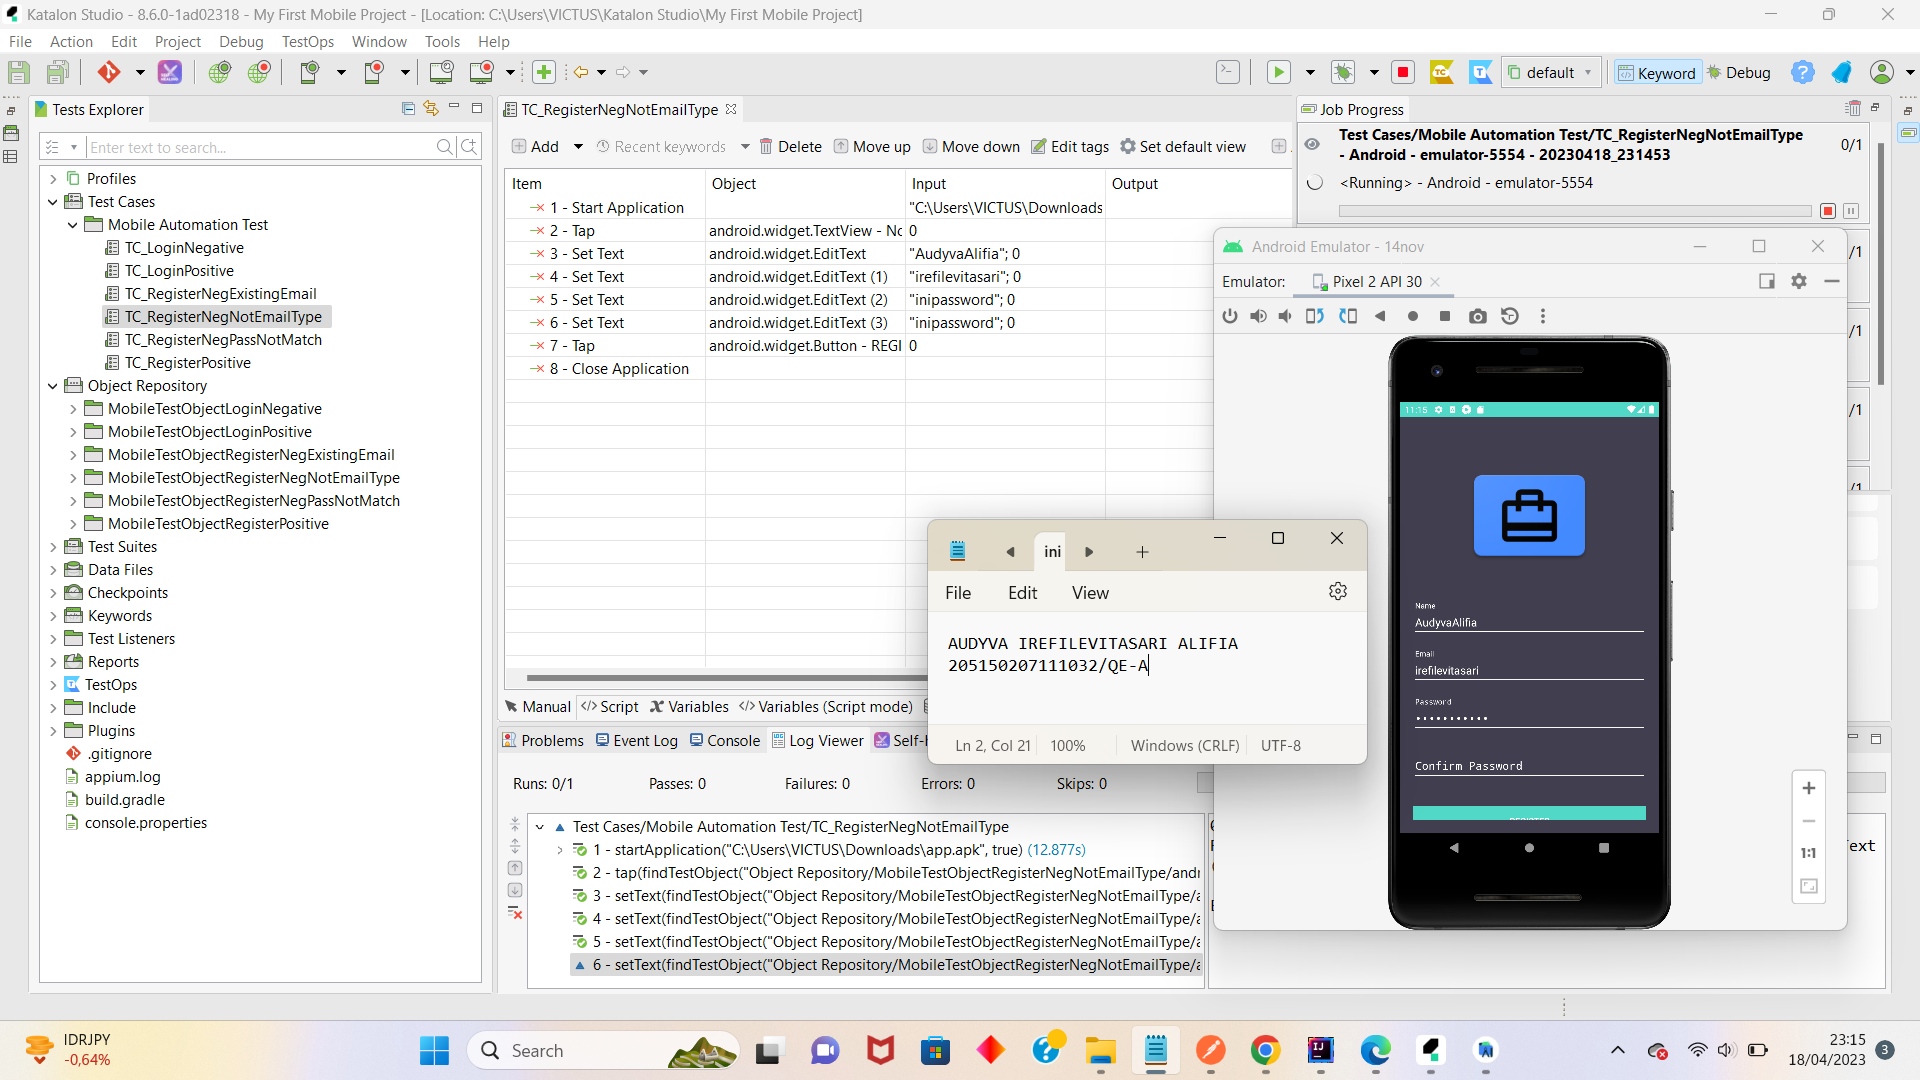 Katalon Studio - 8.6.0-1ad02318 - My First Mobile Project - [Location: C:\Users\VICTUS\Katalon Studio\My First Mobile Project]
File Action Edit Project Debug TestOps Window Tools Help
default Keyword Debug
Tests Explorer
Enter text to search...
Profiles
Test Cases
Mobile Automation Test
TC_LoginNegative
TC_LoginPositive
TC_RegisterNegExistingEmail
TC_RegisterNegNotEmailType
TC_RegisterNegPassNotMatch
TC_RegisterPositive
Object Repository
MobileTestObjectLoginNegative
MobileTestObjectLoginPositive
MobileTestObjectRegisterNegExistingEmail
MobileTestObjectRegisterNegNotEmailType
MobileTestObjectRegisterNegPassNotMatch
MobileTestObjectRegisterPositive
Test Suites
Data Files
Checkpoints
Keywords
Test Listeners
Reports
TestOps
Include
Plugins
.gitignore
appium.log
build.gradle
console.properties
TC_RegisterNegNotEmailType
Add Recent keywords Delete Move up Move down Edit tags Set default view
Item Object Input Output
1 - Start Application "C:\Users\VICTUS\Downloads
2 - Tap android.widget.TextView - Nc 0
3 - Set Text android.widget.EditText "AudyvaAlifia"; 0
4 - Set Text android.widget.EditText (1) "irefilevitasari"; 0
5 - Set Text android.widget.EditText (2) "inipassword"; 0
6 - Set Text android.widget.EditText (3) "inipassword"; 0
7 - Tap android.widget.Button - REGI 0
8 - Close Application
Manual Script Variables Variables (Script mode)
Problems Event Log Console Log Viewer Self-H
Runs: 0/1 Passes: 0 Failures: 0 Errors: 0 Skips: 0
Test Cases/Mobile Automation Test/TC_RegisterNegNotEmailType
1 - startApplication("C:\Users\VICTUS\Downloads\app.apk", true) (12.877s)
2 - tap(findTestObject("Object Repository/MobileTestObjectRegisterNegNotEmailType/andr
3 - setText(findTestObject("Object Repository/MobileTestObjectRegisterNegNotEmailType/a
4 - setText(findTestObject("Object Repository/MobileTestObjectRegisterNegNotEmailType/a
5 - setText(findTestObject("Object Repository/MobileTestObjectRegisterNegNotEmailType/a
6 - setText(findTestObject("Object Repository/MobileTestObjectRegisterNegNotEmailType/a
Job Progress
Test Cases/Mobile Automation Test/TC_RegisterNegNotEmailType
- Android - emulator-5554 - 20230418_231453
0/1
<Running> - Android - emulator-5554
/1
/1
/1
/1
ext
Android Emulator - 14nov
Emulator: Pixel 2 API 30
11:15
Name
AudyvaAlifia
Email
irefilevitasari
Password
Confirm Password
REGISTER
1:1
ini
File Edit View
AUDYVA IREFILEVITASARI ALIFIA
205150207111032/QE-A
Ln 2, Col 21 100% Windows (CRLF) UTF-8
IDRJPY
-0,64%
Search
23:15
18/04/2023
3